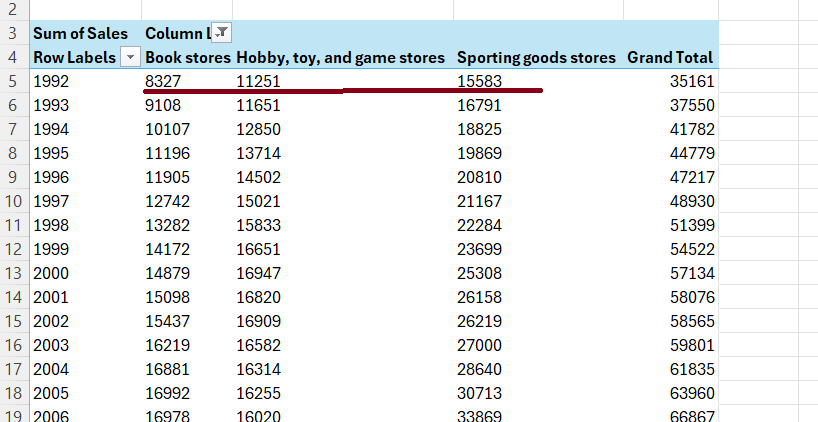 2
3 Sum of Sales Column L
4 Row Labels Book stores Hobby, toy, and game stores Sporting goods stores Grand Total
5 1992 8327 11251 15583 35161
6 1993 9108 11651 16791 37550
7 1994 10107 12850 18825 41782
8 1995 11196 13714 19869 44779
9 1996 11905 14502 20810 47217
10 1997 12742 15021 21167 48930
11 1998 13282 15833 22284 51399
12 1999 14172 16651 23699 54522
13 2000 14879 16947 25308 57134
14 2001 15098 16820 26158 58076
15 2002 15437 16909 26219 58565
16 2003 16219 16582 27000 59801
17 2004 16881 16314 28640 61835
18 2005 16992 16255 30713 63960
19 2006 16978 16020 33869 66867